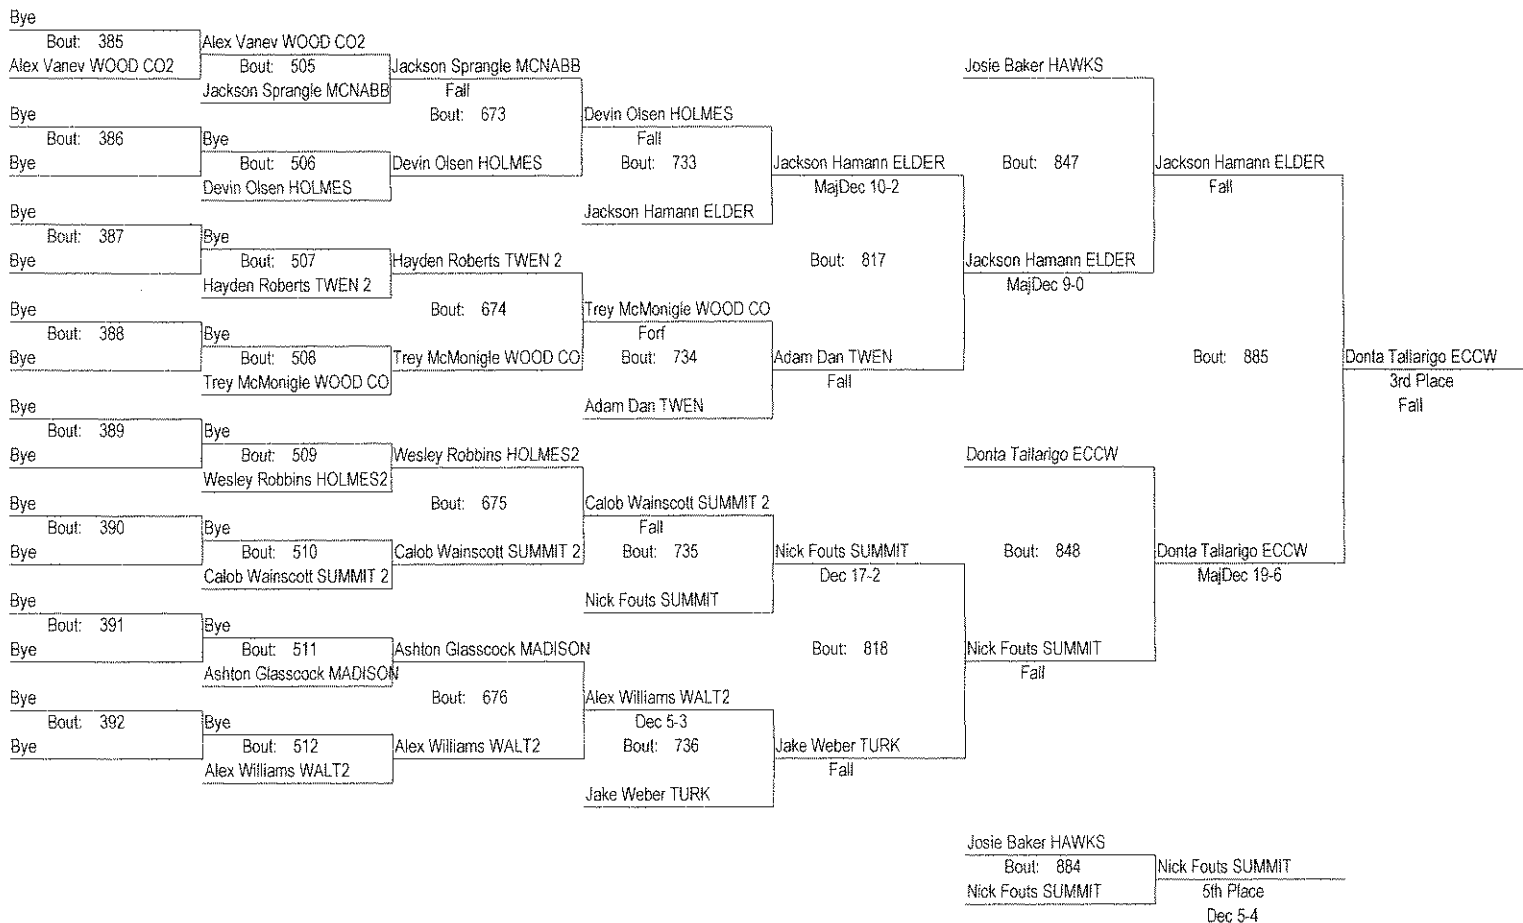 Bye
Bout: 385
Alex Vanev WOOD CO2
Bye
Bout: 386
Bye
Bye
Bout: 387
Bye
Bye
Bout: 388
Bye
Bye
Bout: 389
Bye
Bye
Bout: 390
Bye
Bye
Bout: 391
Bye
Bye
Bout: 392
Bye
Alex Vanev WOOD CO2
Bout: 505
Jackson Sprangle MCNABB
Bye
Bout: 506
Devin Olsen HOLMES
Bye
Bout: 507
Hayden Roberts TWEN 2
Bye
Bout: 508
Trey McMonigle WOOD CO
Bye
Bout: 509
Wesley Robbins HOLMES2
Bye
Bout: 510
Calob Wainscott SUMMIT 2
Bye
Bout: 511
Ashton Glasscock MADISON
Bye
Bout: 512
Alex Williams WALT2
Jackson Sprangle MCNABB
Fall
Bout: 673
Devin Olsen HOLMES
Hayden Roberts TWEN 2
Bout: 674
Trey McMonigle WOOD CO
Wesley Robbins HOLMES2
Bout: 675
Calob Wainscott SUMMIT 2
Ashton Glasscock MADISON
Bout: 676
Alex Williams WALT2
Devin Olsen HOLMES
Fall
Bout: 733
Jackson Hamann ELDER
Trey McMonigle WOOD CO
Forf
Bout: 734
Adam Dan TWEN
Calob Wainscott SUMMIT 2
Fall
Bout: 735
Nick Fouts SUMMIT
Alex Williams WALT2
Dec 5-3
Bout: 736
Jake Weber TURK
Jackson Hamann ELDER
MajDec 10-2
Bout: 817
Adam Dan TWEN
Fall
Nick Fouts SUMMIT
Dec 17-2
Bout: 818
Jake Weber TURK
Fall
Josie Baker HAWKS
Bout: 847
Jackson Hamann ELDER
MajDec 9-0
Donta Tallarigo ECCW
Bout: 848
Nick Fouts SUMMIT
Fall
Jackson Hamann ELDER
Fall
Bout: 885
Donta Tallarigo ECCW
MajDec 19-6
Donta Tallarigo ECCW
3rd Place
Fall
Josie Baker HAWKS
Bout: 884
Nick Fouts SUMMIT
Nick Fouts SUMMIT
5th Place
Dec 5-4